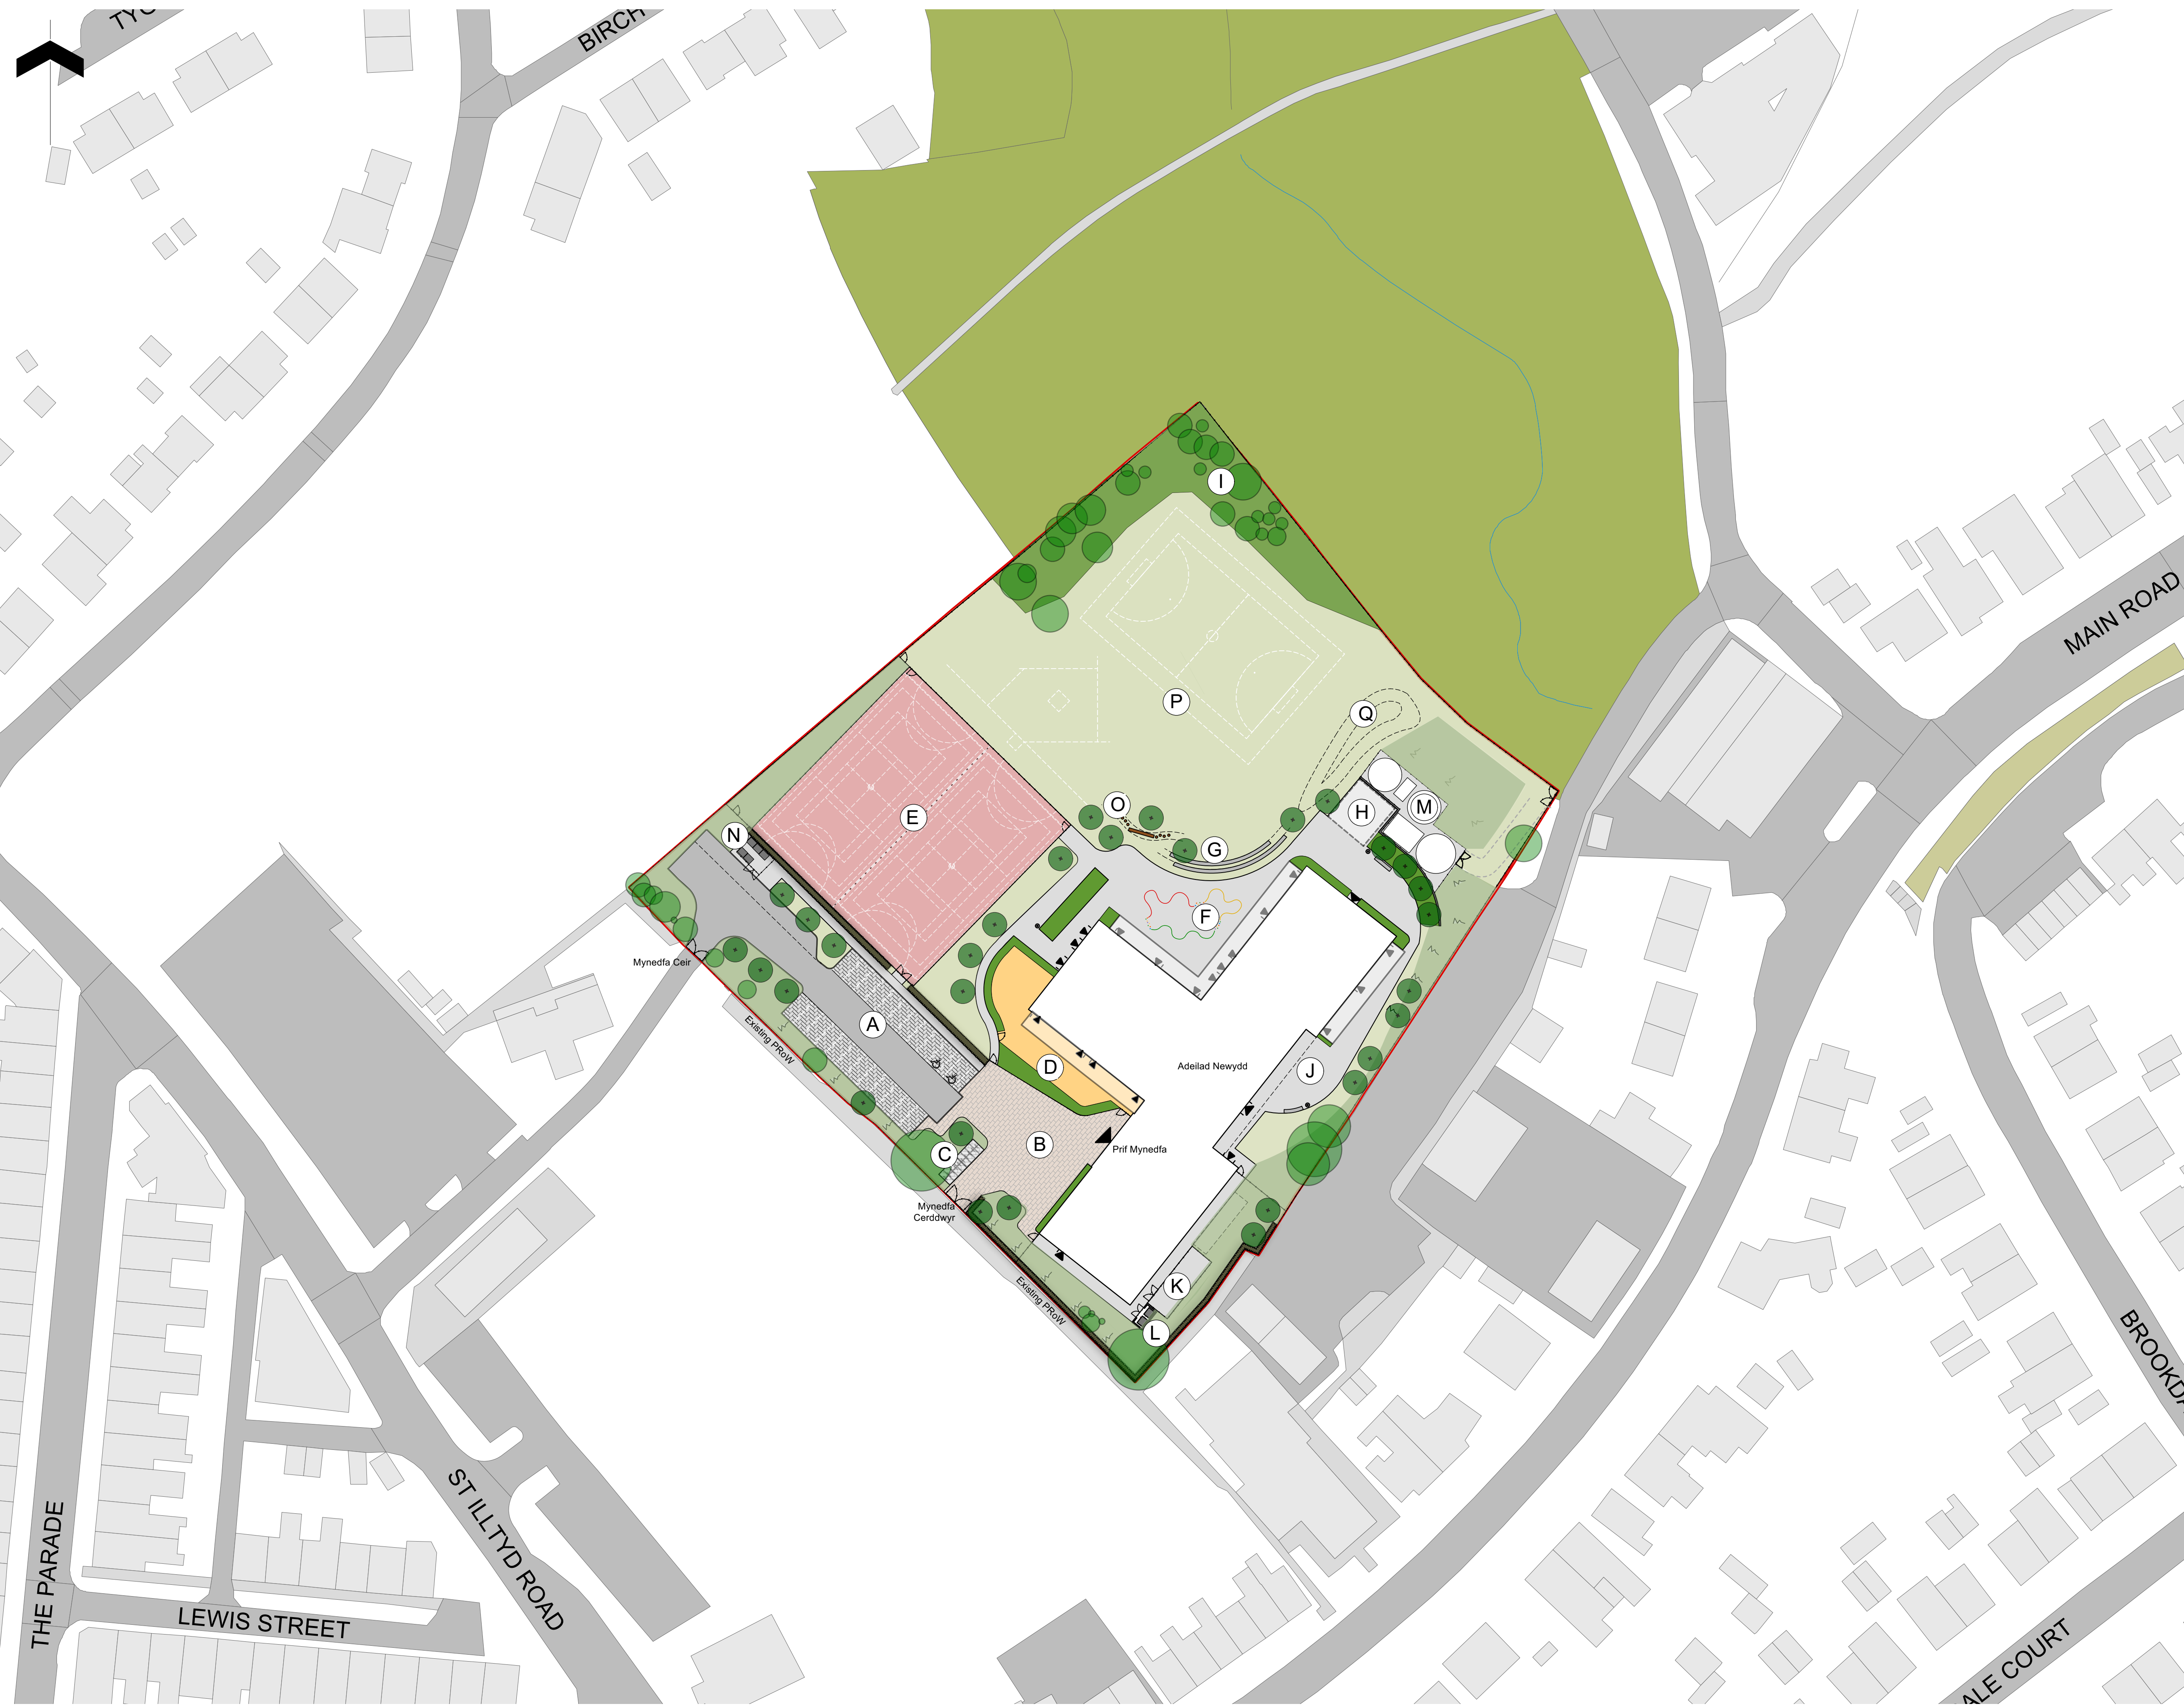 TYC
BIRCH
MAIN ROAD
I
P
Q
O
H
M
G
N
E
F
Mynedfa Ceir
A
Existing PRoW
D
Adeilad Newydd
J
B
Prif Mynedfa
C
Mynedfa
Cerddwyr
Existing PRoW
K
L
M
M
THE PARADE
LEWIS STREET
ST ILLTYD ROAD
ALE COURT